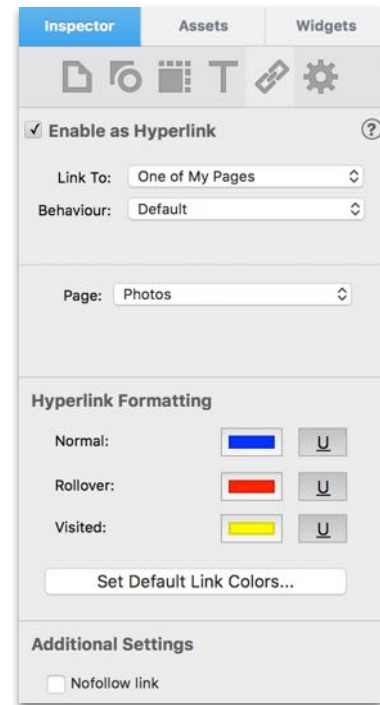 Inspector Assets Widgets
T
Enable as Hyperlink ?
Link To: One of My Pages
Behaviour: Default
Page: Photos
Hyperlink Formatting
Normal: U
Rollover: U
Visited: U
Set Default Link Colors...
Additional Settings
Nofollow link